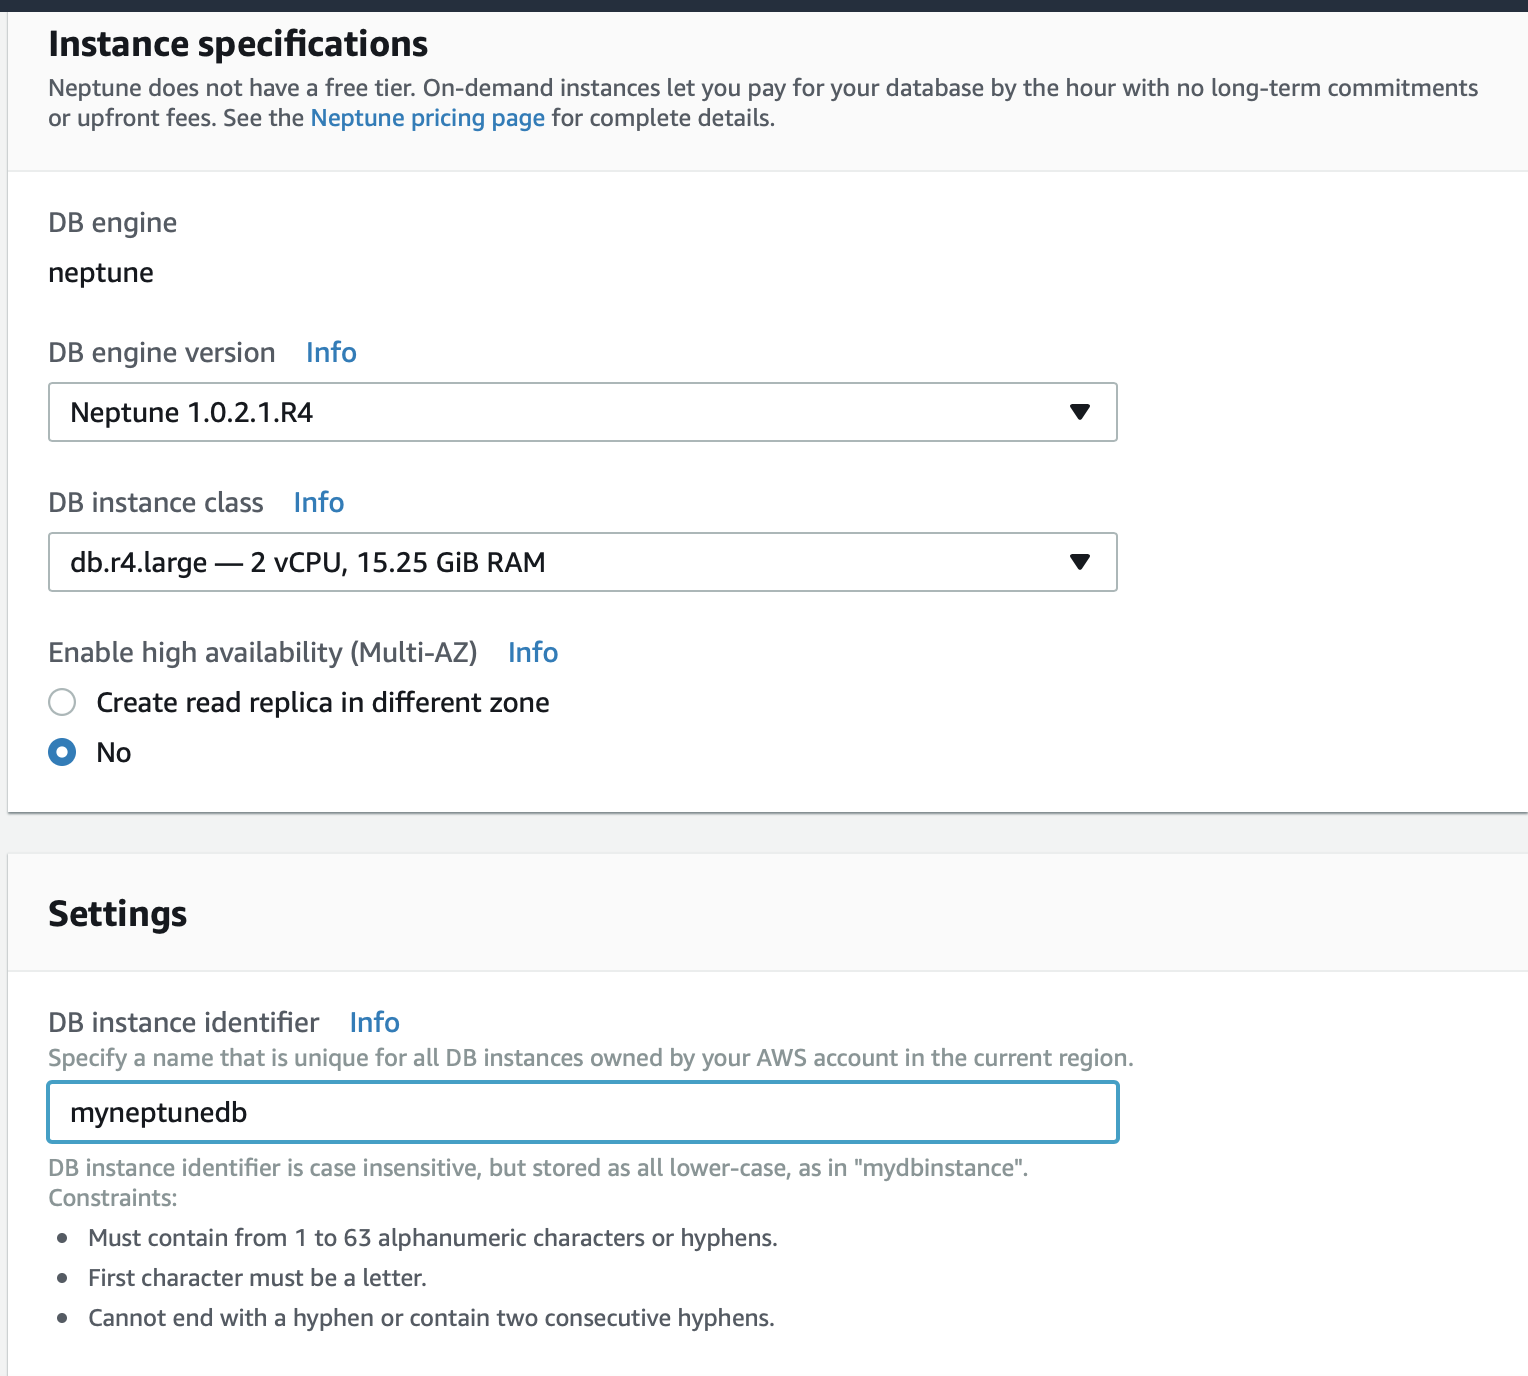 Instance specifications
Neptune does not have a free tier. On-demand instances let you pay for your database by the hour with no long-term commitments
or upfront fees. See the Neptune pricing page for complete details.
DB engine
neptune
DB engine version Info
Neptune 1.0.2.1.R4
DB instance class Info
db.r4.large — 2 vCPU, 15.25 GiB RAM
Enable high availability (Multi-AZ) Info
Create read replica in different zone
No
Settings
DB instance identifier Info
Specify a name that is unique for all DB instances owned by your AWS account in the current region.
myneptunedb
DB instance identifier is case insensitive, but stored as all lower-case, as in "mydbinstance".
Constraints:
• Must contain from 1 to 63 alphanumeric characters or hyphens.
• First character must be a letter.
• Cannot end with a hyphen or contain two consecutive hyphens.